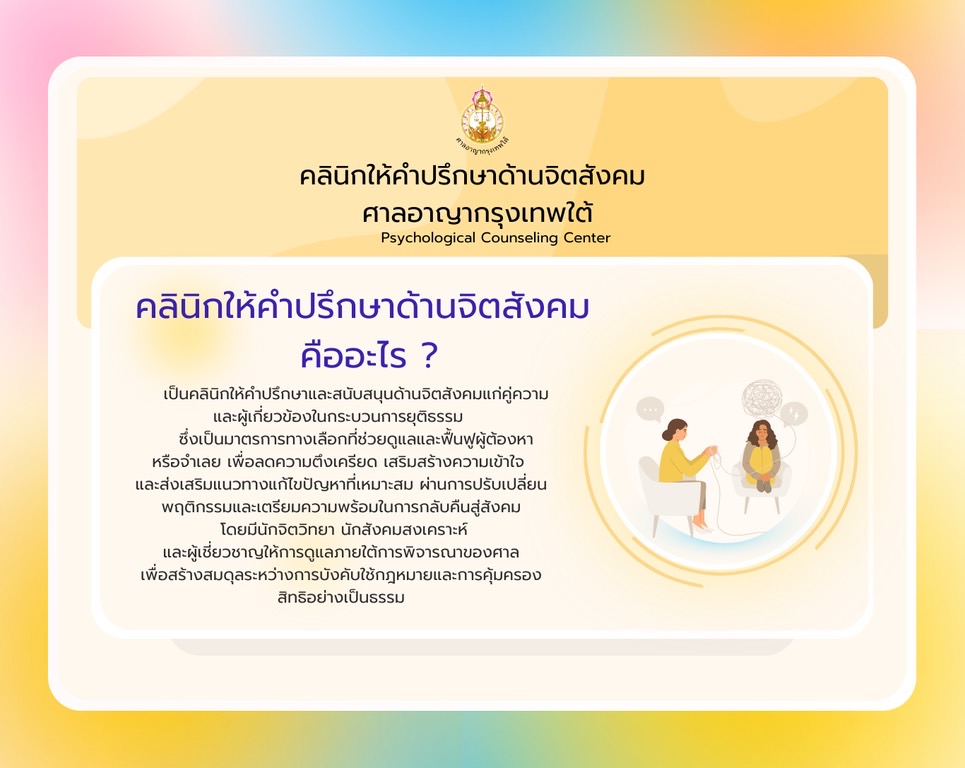 ศาลอาญากรุงเทพใต้
คลินิกให้คำปรึกษาด้านจิตสังคม
ศาลอาญากรุงเทพใต้
Psychological Counseling Center
คลินิกให้คำปรึกษาด้านจิตสังคม
คืออะไร ?
เป็นคลินิกให้คำปรึกษาและสนับสนุนด้านจิตสังคมแก่คู่ความ
และผู้เกี่ยวข้องในกระบวนการยุติธรรม
ซึ่งเป็นมาตรการทางเลือกที่ช่วยดูแลและฟื้นฟูผู้ต้องหา
หรือจำเลย เพื่อลดความตึงเครียด เสริมสร้างความเข้าใจ
และส่งเสริมแนวทางแก้ไขปัญหาที่เหมาะสม ผ่านการปรับเปลี่ยน
พฤติกรรมและเตรียมความพร้อมในการกลับคืนสู่สังคม
โดยมีนักจิตวิทยา นักสังคมสงเคราะห์
และผู้เชี่ยวชาญให้การดูแลภายใต้การพิจารณาของศาล
เพื่อสร้างสมดุลระหว่างการบังคับใช้กฎหมายและการคุ้มครอง
สิทธิอย่างเป็นธรรม